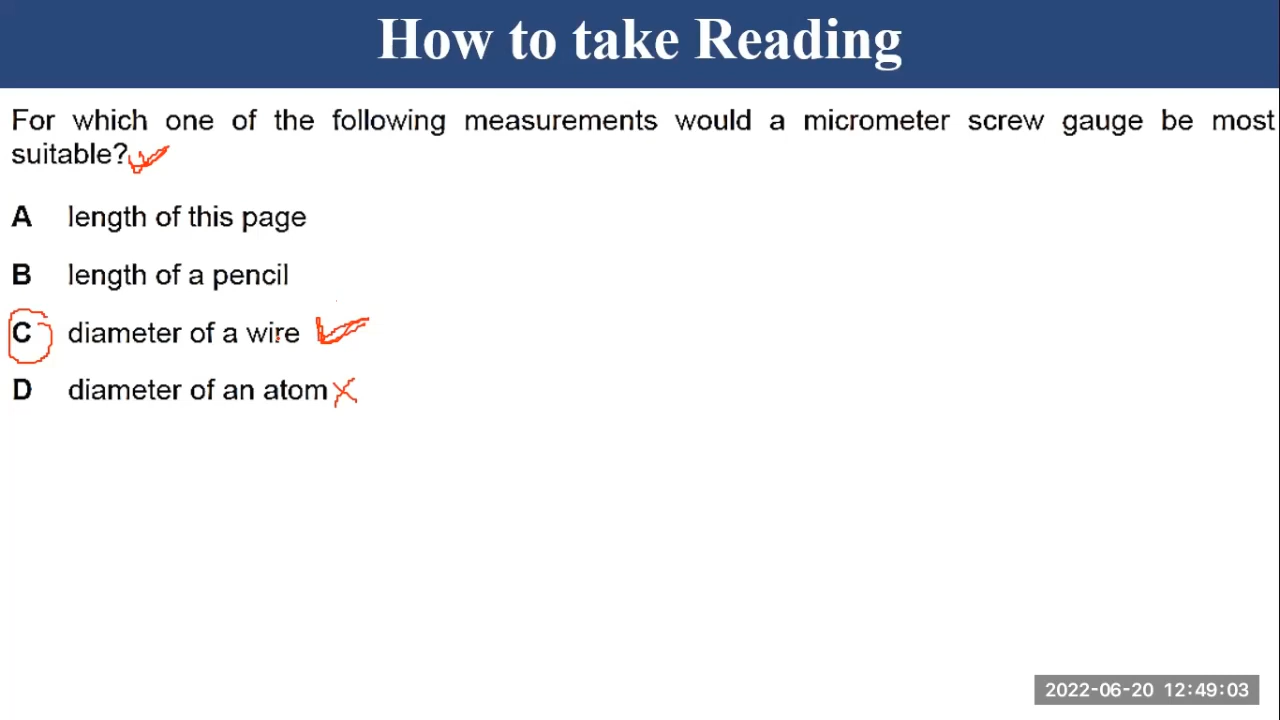 How to take Reading
For which one of the following measurements would a micrometer screw gauge be most
suitable?
A length of this page
B length of a pencil
C diameter of a wire
D diameter of an atom
2022-06-20 12:49:03